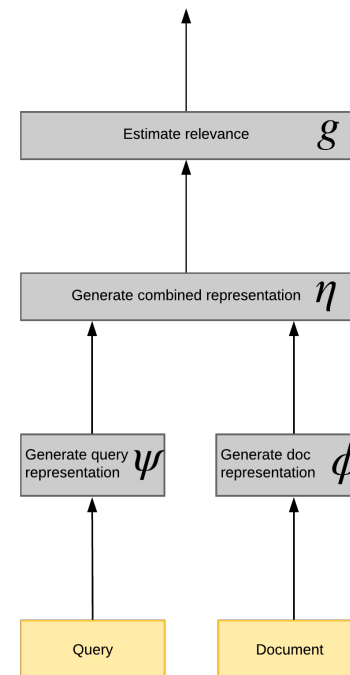 Estimate relevance g
Generate combined representation η
Generate query
representation ψ
Generate doc
representation ϕ
Query
Document